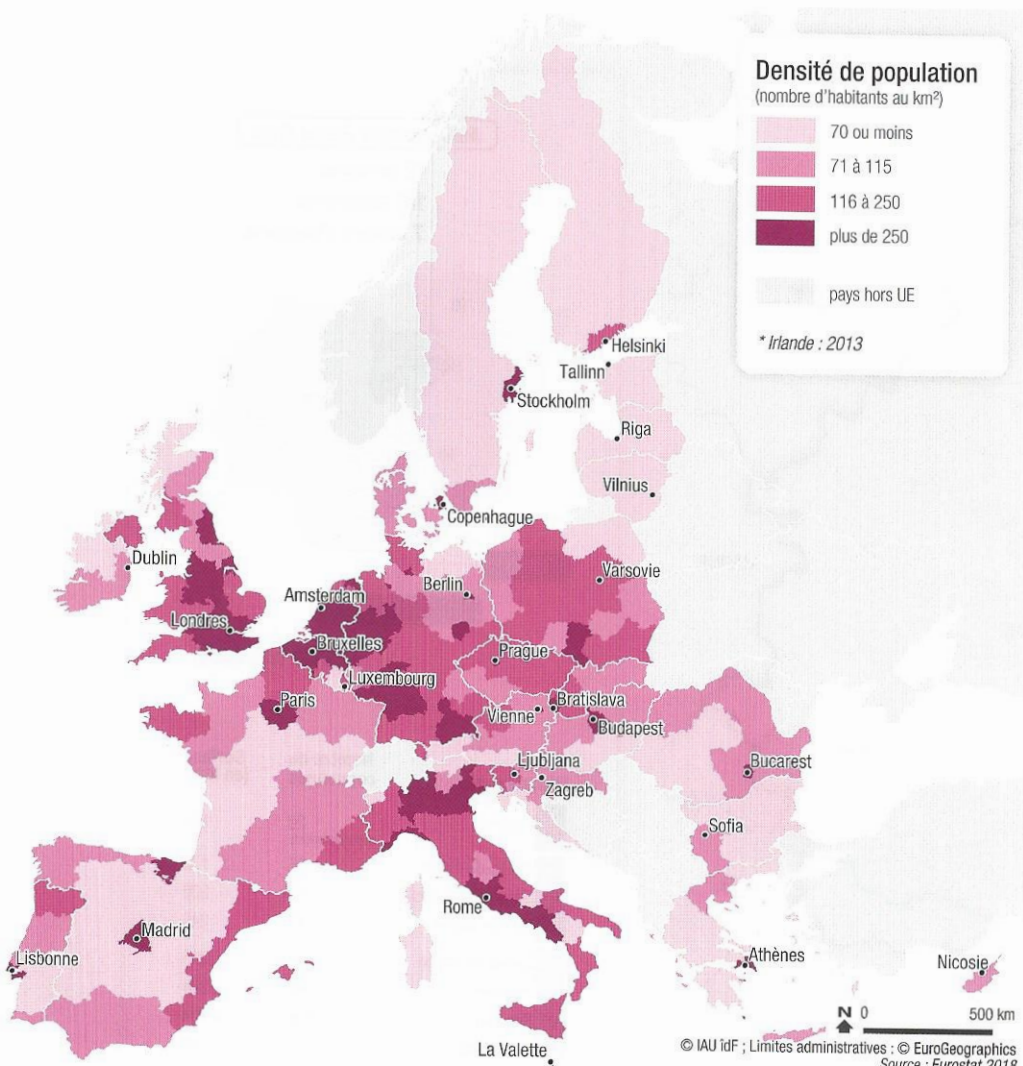 Densité de population
(nombre d'habitants au km²)
70 ou moins
71 à 115
116 à 250
plus de 250
pays hors UE
* Irlande : 2013
Helsinki
Tallinn
Stockholm
Riga
Vilnius
Copenhague
Dublin
Varsovie
Berlin
Amsterdam
Londres
Bruxelles
Prague
Luxembourg
Paris
Bratislava
Vienne
Budapest
Ljubljana
Bucarest
Zagreb
Sofia
Rome
Madrid
Lisbonne
Athènes
Nicosie
N 0 500 km
La Valette
© IAU îdF ; Limites administratives : © EuroGeographics
Source : Eurostat 2018